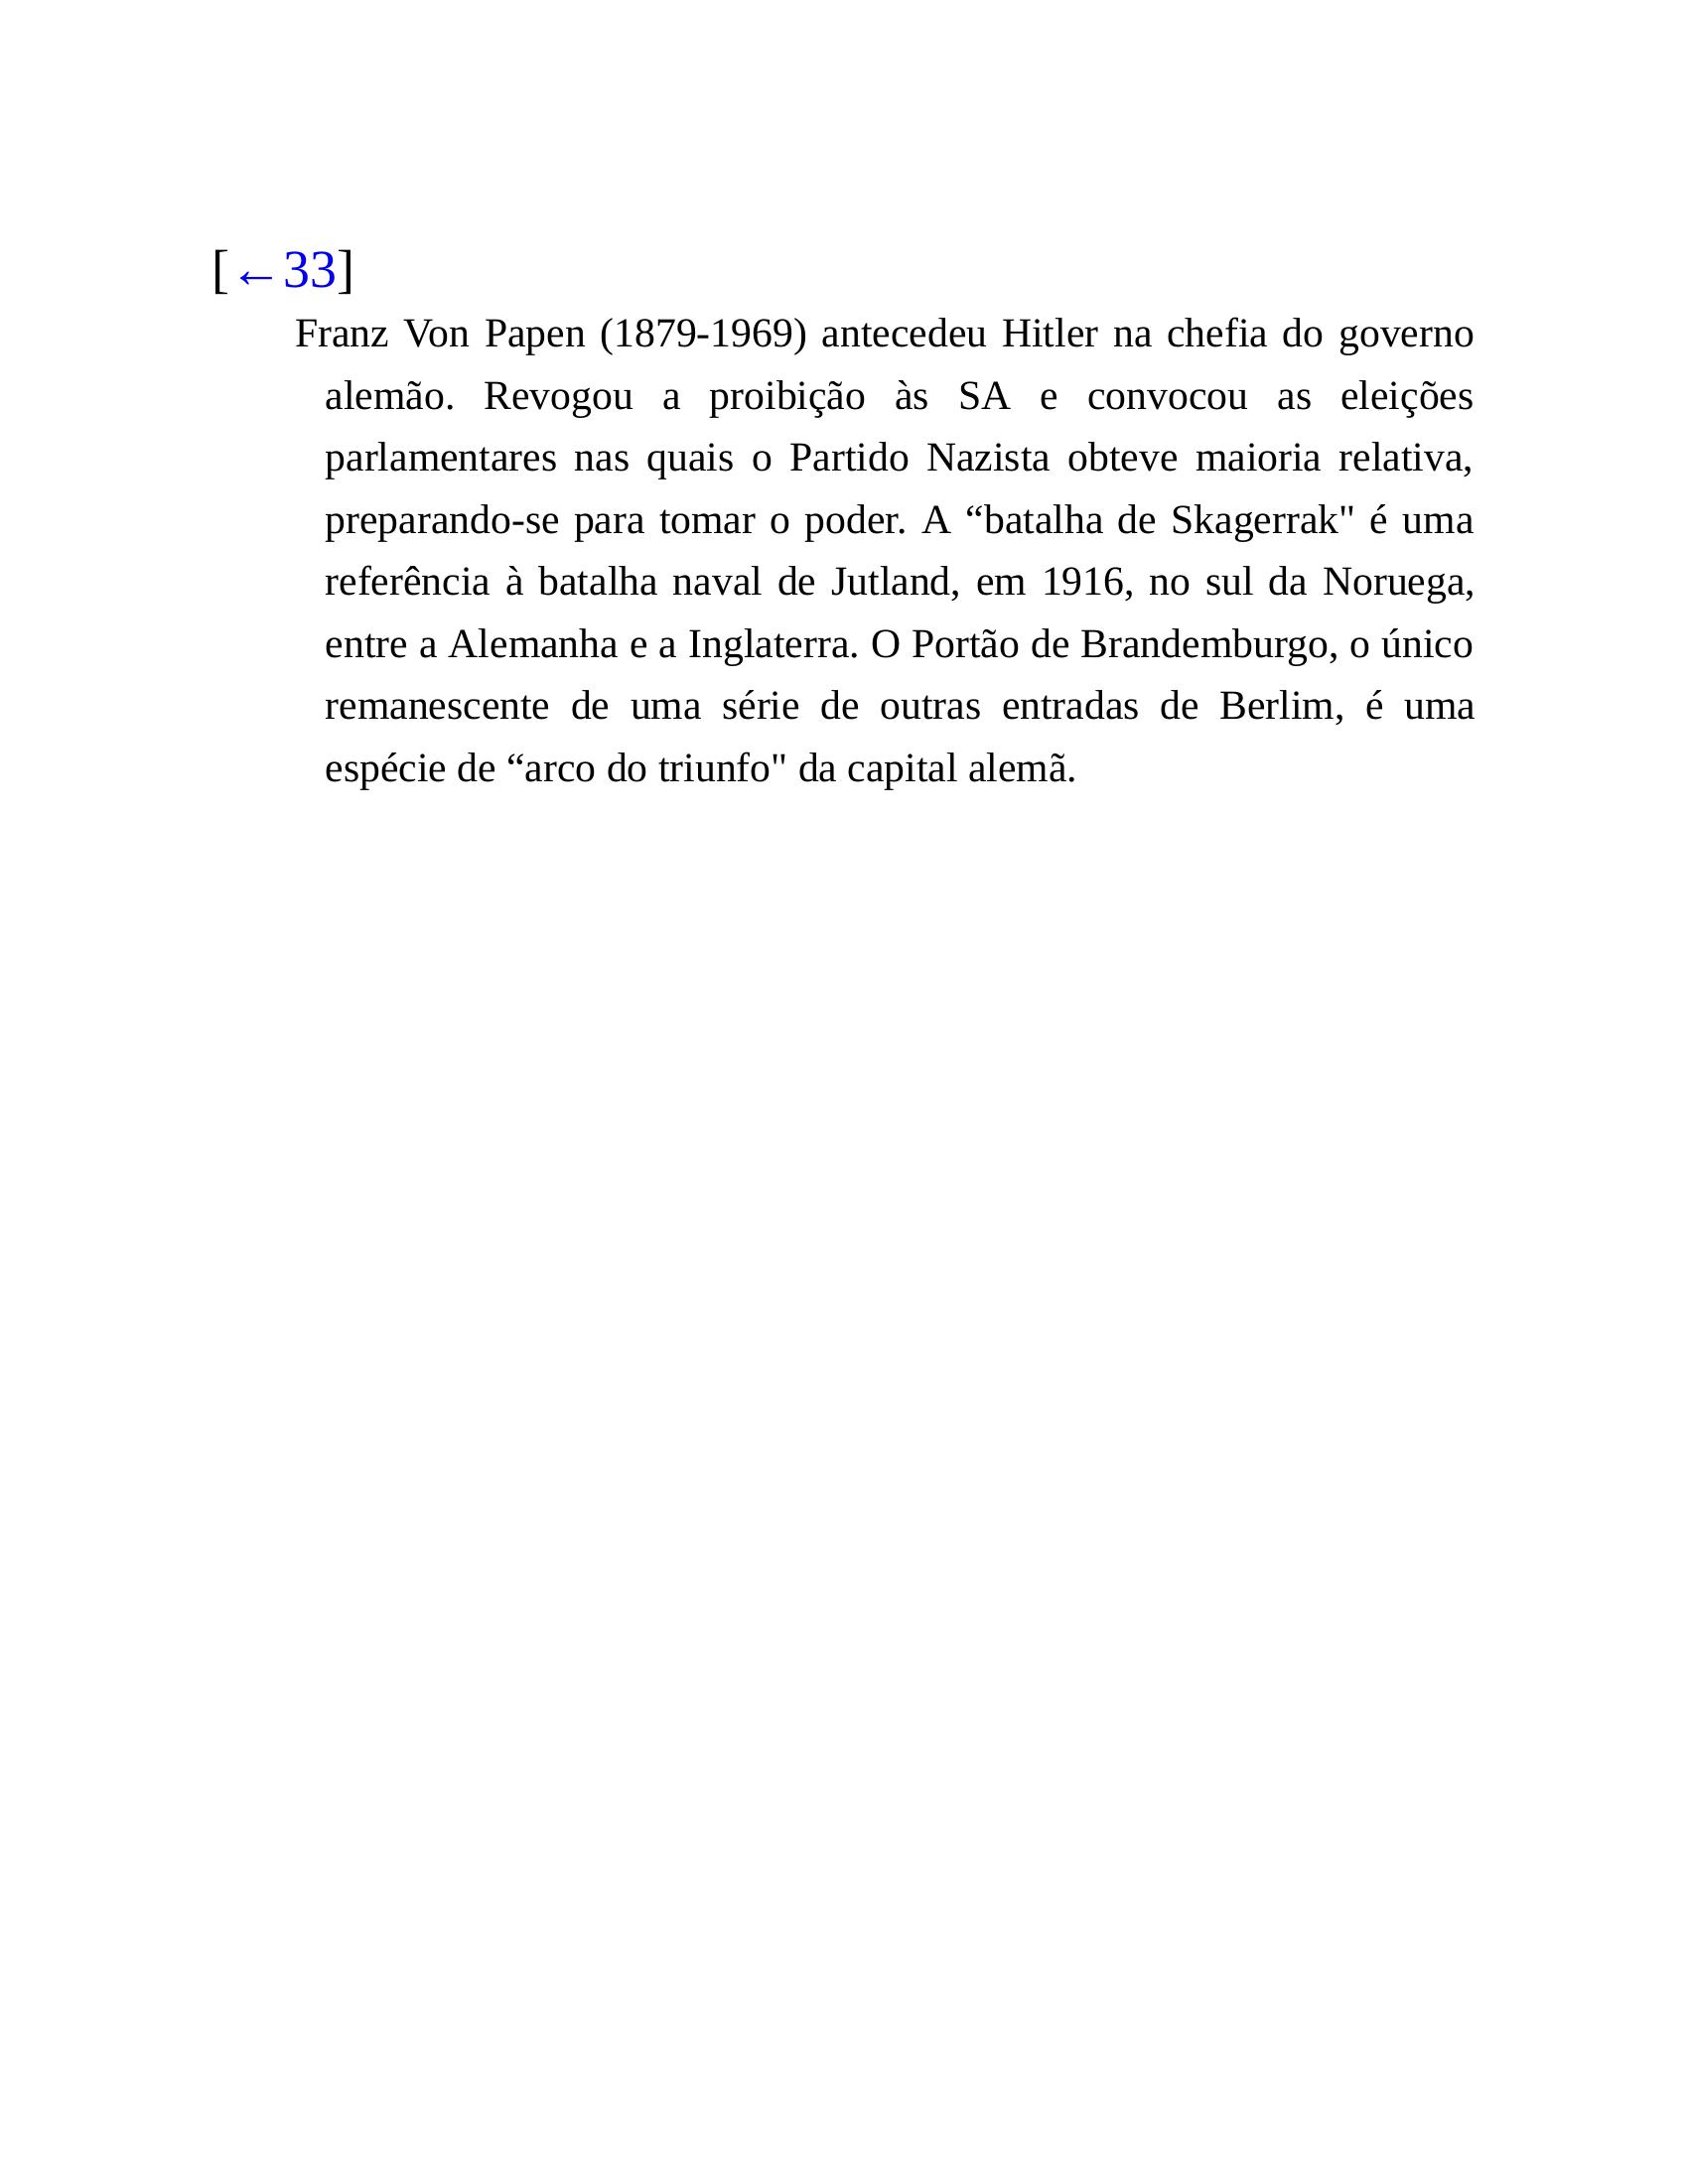 [←33]
Franz Von Papen (1879-1969) antecedeu Hitler na chefia do governo
alemão. Revogou a proibição às SA e convocou as eleições
parlamentares nas quais o Partido Nazista obteve maioria relativa,
preparando-se para tomar o poder. A “batalha de Skagerrak" é uma
referência à batalha naval de Jutland, em 1916, no sul da Noruega,
entre a Alemanha e a Inglaterra. O Portão de Brandemburgo, o único
remanescente de uma série de outras entradas de Berlim, é uma
espécie de “arco do triunfo" da capital alemã.